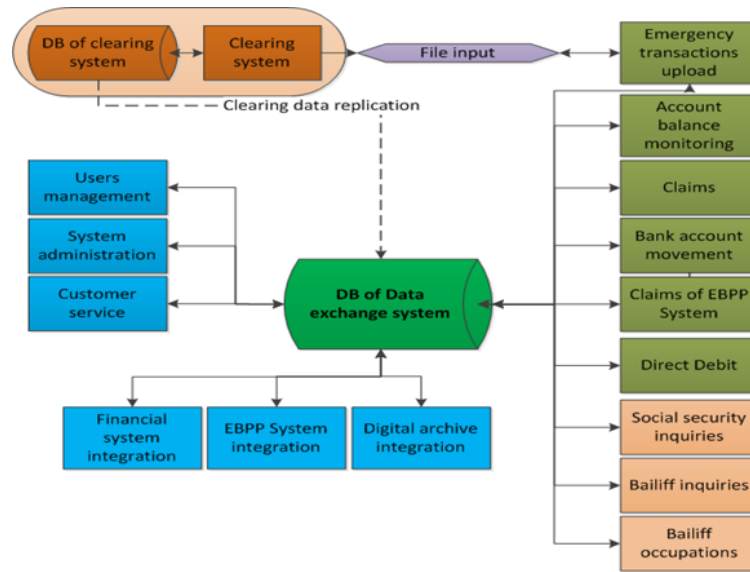 DB of clearing
system
Clearing
system
File input
Emergency
transactions
upload
Clearing data replication
Account
balance
monitoring
Users
management
Claims
System
administration
Bank account
movement
Customer
service
DB of Data
exchange system
Claims of EBPP
System
Direct Debit
Financial
system
integration
EBPP System
integration
Digital archive
integration
Social security
inquiries
Bailiff inquiries
Bailiff
occupations